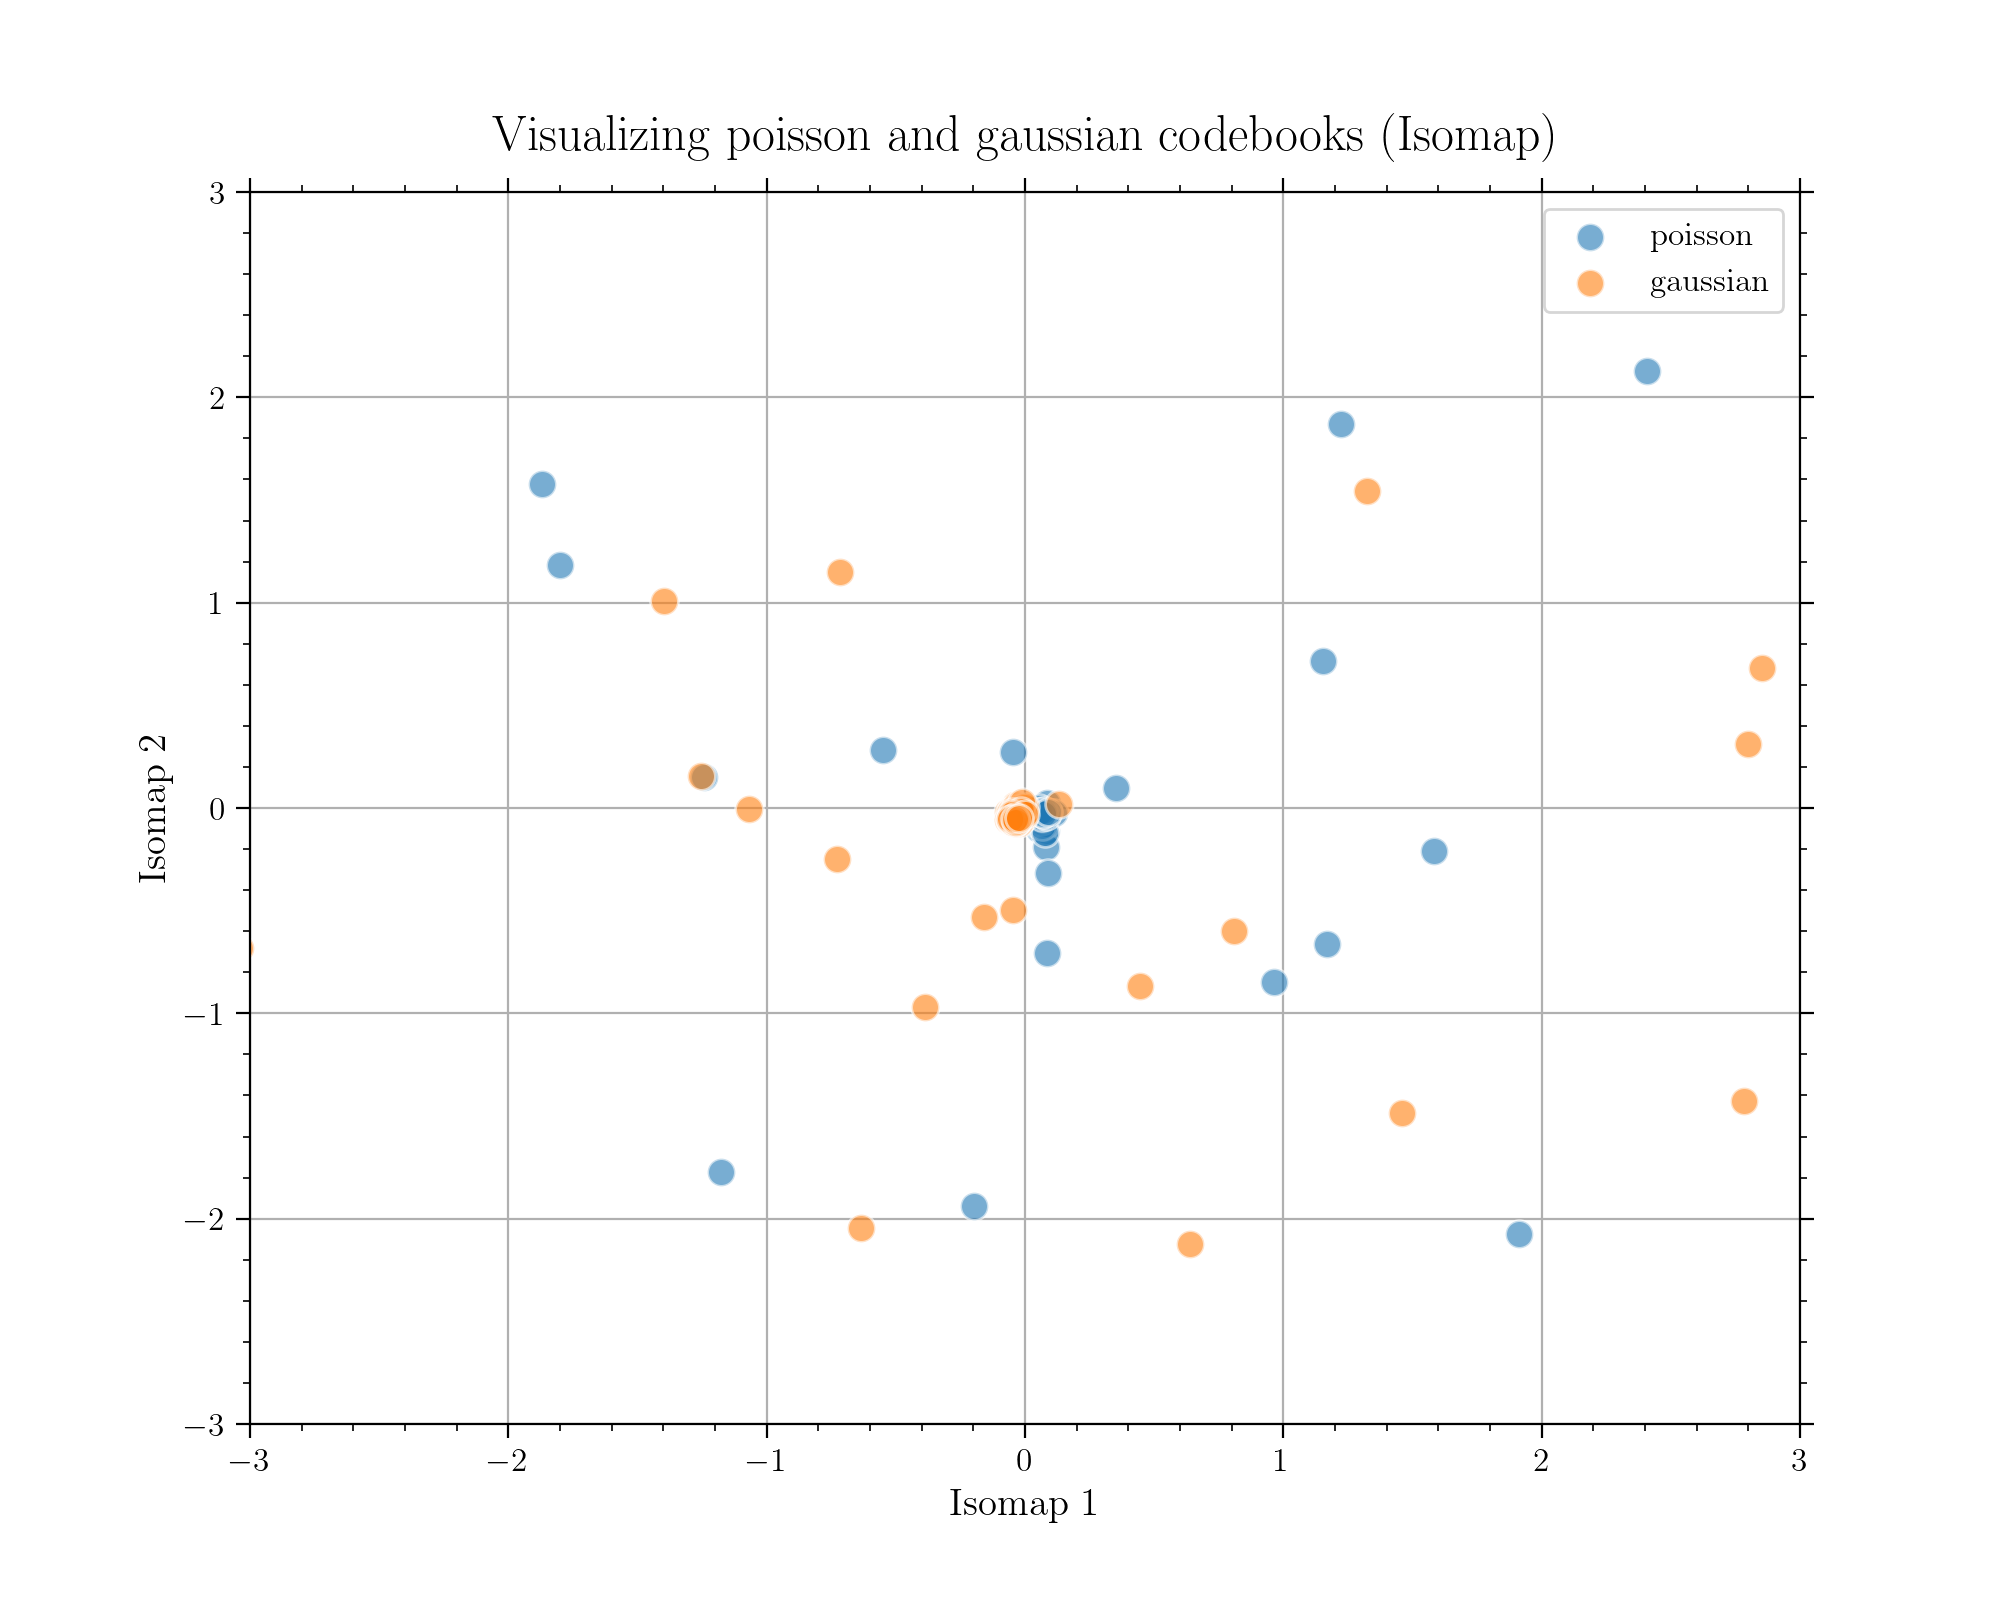 Visualizing poisson and gaussian codebooks (Isomap)
poisson
gaussian
3
2
1
0
−1
−2
−3
Isomap 2
−3
−2
−1
0
1
2
3
Isomap 1